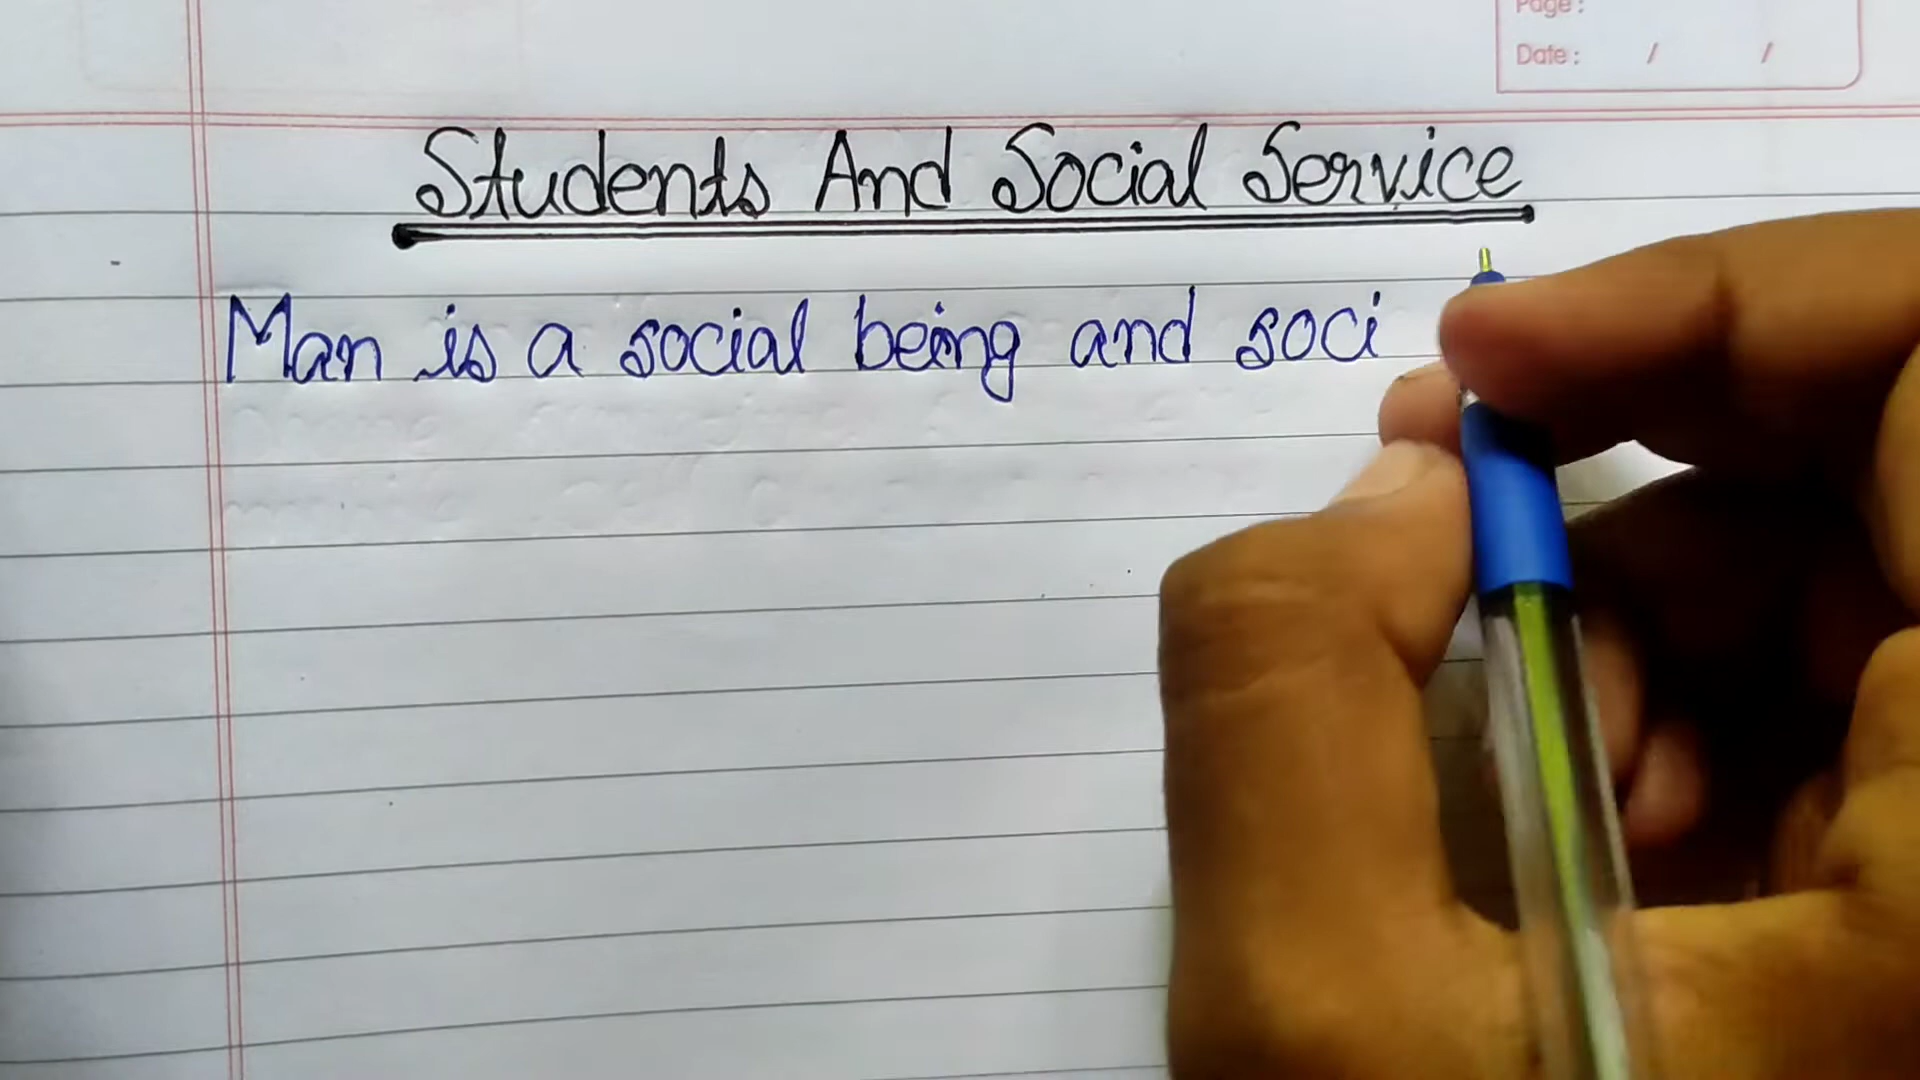 Page:
Date: / /
Students And Social Service
Man is a social being and soci